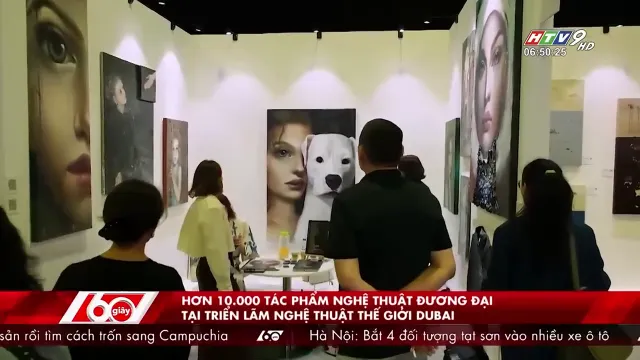 HTV9 HD
06:50:25
60 giây
HƠN 10.000 TÁC PHẨM NGHỆ THUẬT ĐƯƠNG ĐẠI
TẠI TRIỂN LÃM NGHỆ THUẬT THẾ GIỚI DUBAI
sản rồi tìm cách trốn sang Campuchia 60 Hà Nội: Bắt 4 đối tượng tạt sơn vào nhiều xe ô tô